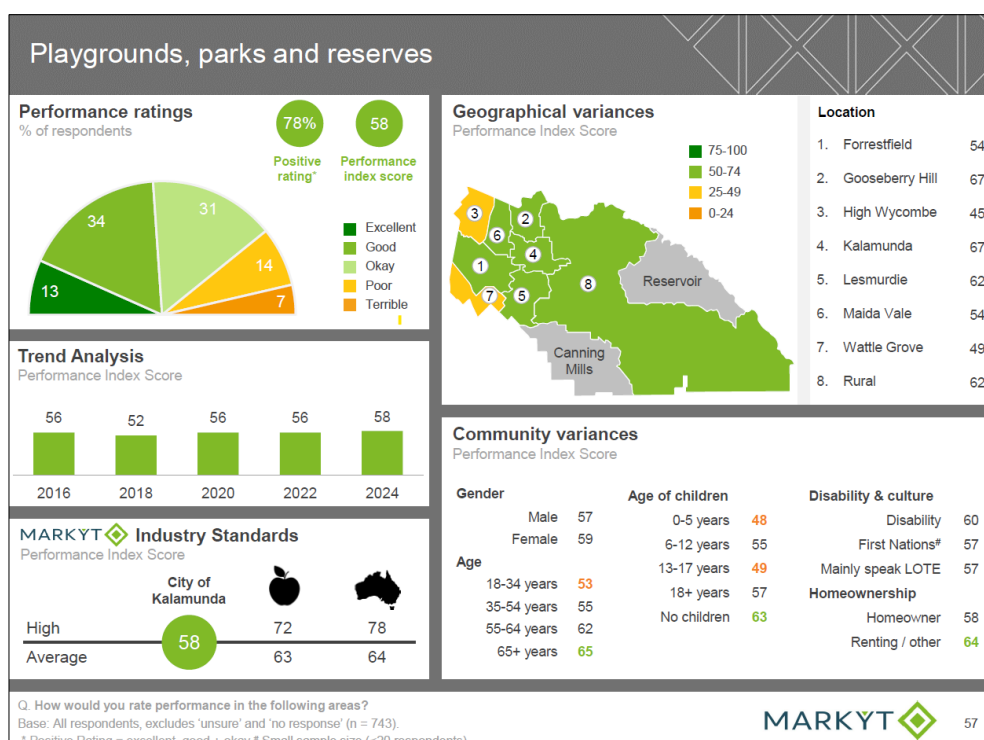 Playgrounds, parks and reserves
Performance ratings
% of respondents
78%
Positive
rating*
58
Performance
index score
13
34
31
14
7
Excellent
Good
Okay
Poor
Terrible
Trend Analysis
Performance Index Score
56 52 56 56 58
2016 2018 2020 2022 2024
MARKYT Industry Standards
Performance Index Score
City of
Kalamunda
58
High 72 78
Average 63 64
Geographical variances
Performance Index Score
75-100
50-74
25-49
0-24
3
2
6
4
1
7
5
8
Reservoir
Canning
Mills
Location
1. Forrestfield 54
2. Gooseberry Hill 67
3. High Wycombe 45
4. Kalamunda 67
5. Lesmurdie 62
6. Maida Vale 54
7. Wattle Grove 49
8. Rural 62
Community variances
Performance Index Score
Gender
Male 57
Female 59
Age
18-34 years 53
35-54 years 55
55-64 years 62
65+ years 65
Age of children
0-5 years 48
6-12 years 55
13-17 years 49
18+ years 57
No children 63
Disability & culture
Disability 60
First Nations# 57
Mainly speak LOTE 57
Homeownership
Homeowner 58
Renting / other 64
Q. How would you rate performance in the following areas?
Base: All respondents, excludes 'unsure' and 'no response' (n = 743).
* Positive Rating = excellent, good + okay # Small sample size (<20 respondents)
MARKYT
57